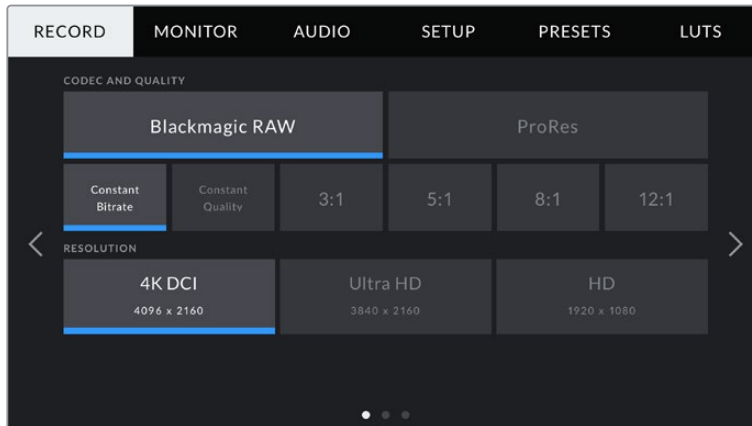 RECORD MONITOR AUDIO SETUP PRESETS LUTS
CODEC AND QUALITY
Blackmagic RAW ProRes
Constant Bitrate Constant Quality 3:1 5:1 8:1 12:1
RESOLUTION
4K DCI Ultra HD HD
4096 x 2160 3840 x 2160 1920 x 1080